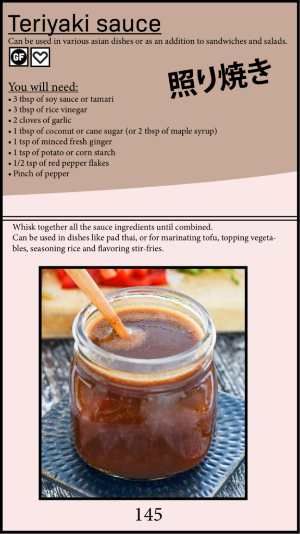 Teriyaki sauce
Can be used in various asian dishes or as an addition to sandwiches and salads.
GF
照り焼き
You will need:
• 3 tbsp of soy sauce or tamari
• 3 tbsp of rice vinegar
• 2 cloves of garlic
• 1 tbsp of coconut or cane sugar (or 2 tbsp of maple syrup)
• 1 tsp of minced fresh ginger
• 1 tsp of potato or corn starch
• 1/2 tsp of red pepper flakes
• Pinch of pepper
Whisk together all the sauce ingredients until combined.
Can be used in dishes like pad thai, or for marinating tofu, topping vegeta-
bles, seasoning rice and flavoring stir-fries.
145